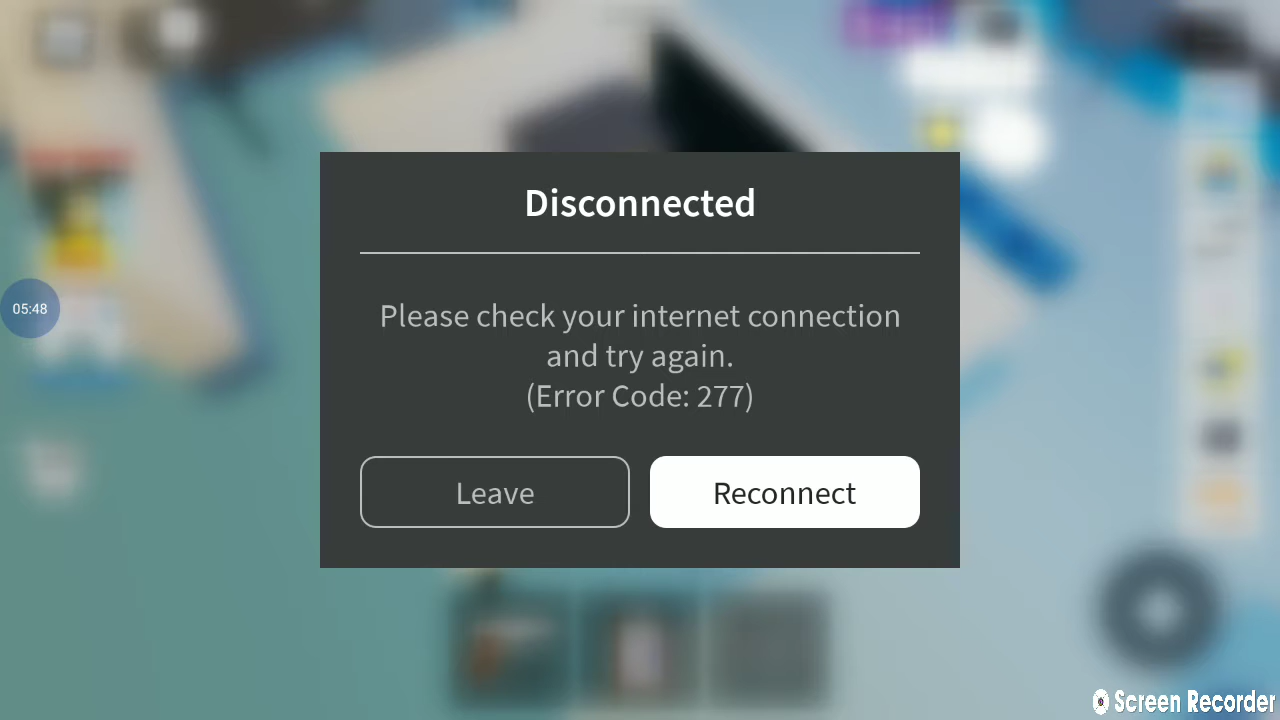 Disconnected
Please check your internet connection
and try again.
(Error Code: 277)
05:48
Leave
Reconnect
Screen Recorder